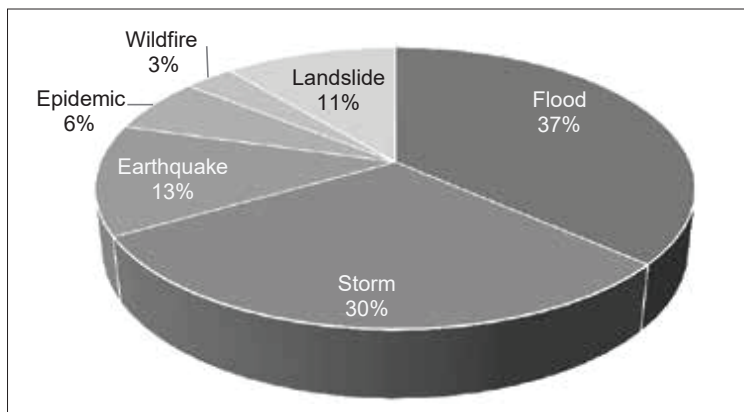 Wildfire
3%
Landslide
11%
Flood
37%
Epidemic
6%
Earthquake
13%
Storm
30%